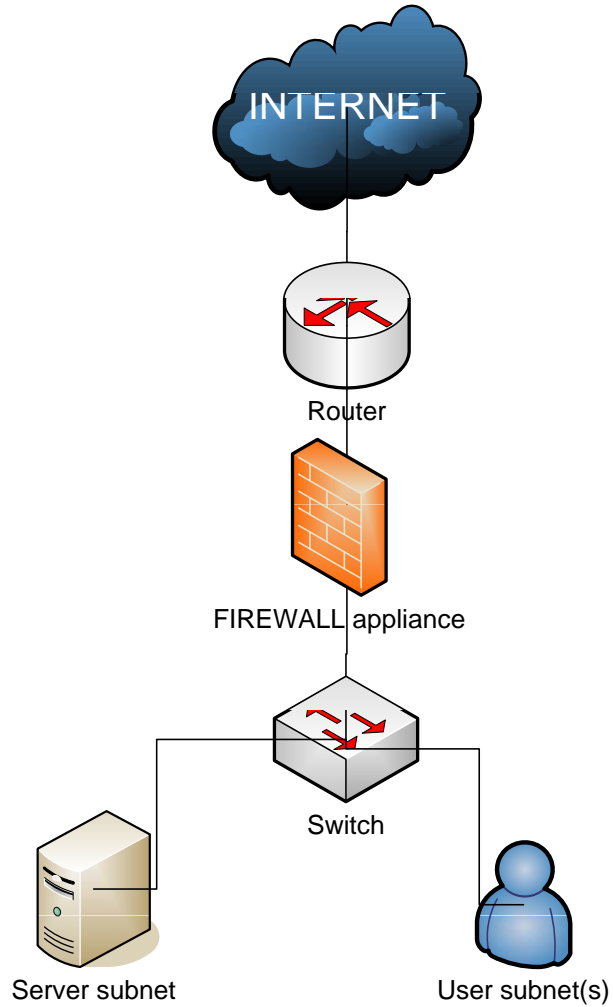 INTERNET
Router
FIREWALL appliance
Switch
Server subnet
User subnet(s)